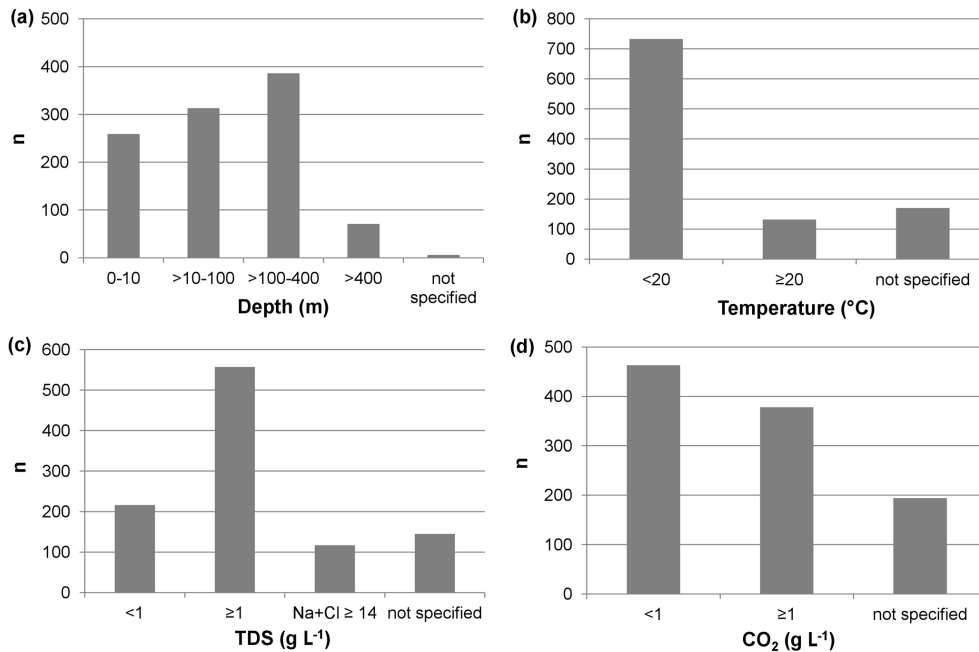 (a)
n
500
400
300
200
100
0
0-10 >10-100 >100-400 >400 not specified
Depth (m)
(b)
n
800
700
600
500
400
300
200
100
0
<20 ≥20 not specified
Temperature (°C)
(c)
n
600
500
400
300
200
100
0
<1 ≥1 Na+Cl ≥ 14 not specified
TDS (g L⁻¹)
(d)
n
500
400
300
200
100
0
<1 ≥1 not specified
CO₂ (g L⁻¹)